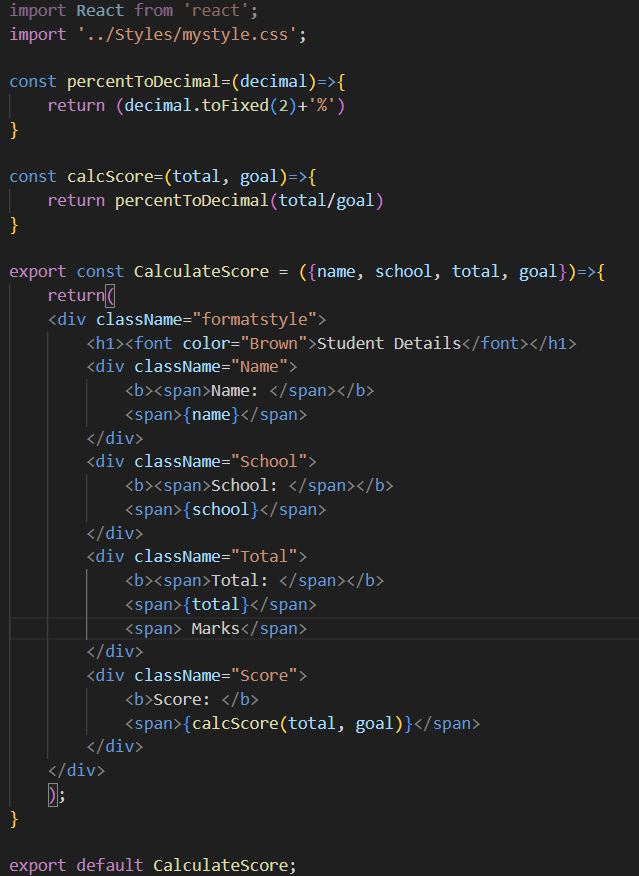 import React from 'react';
import '../Styles/mystyle.css';

const percentToDecimal=(decimal)=>{
    return (decimal.toFixed(2)+'%')
}

const calcScore=(total, goal)=>{
    return percentToDecimal(total/goal)
}

export const CalculateScore = ({name, school, total, goal})=>{
    return(
    <div className="formatstyle">
        <h1><font color="Brown">Student Details</font></h1>
        <div className="Name">
            <b><span>Name: </span></b>
            <span>{name}</span>
        </div>
        <div className="School">
            <b><span>School: </span></b>
            <span>{school}</span>
        </div>
        <div className="Total">
            <b><span>Total: </span></b>
            <span>{total}</span>
            <span> Marks</span>
        </div>
        <div className="Score">
            <b>Score: </b>
            <span>{calcScore(total, goal)}</span>
        </div>
    </div>
    );
}

export default CalculateScore;